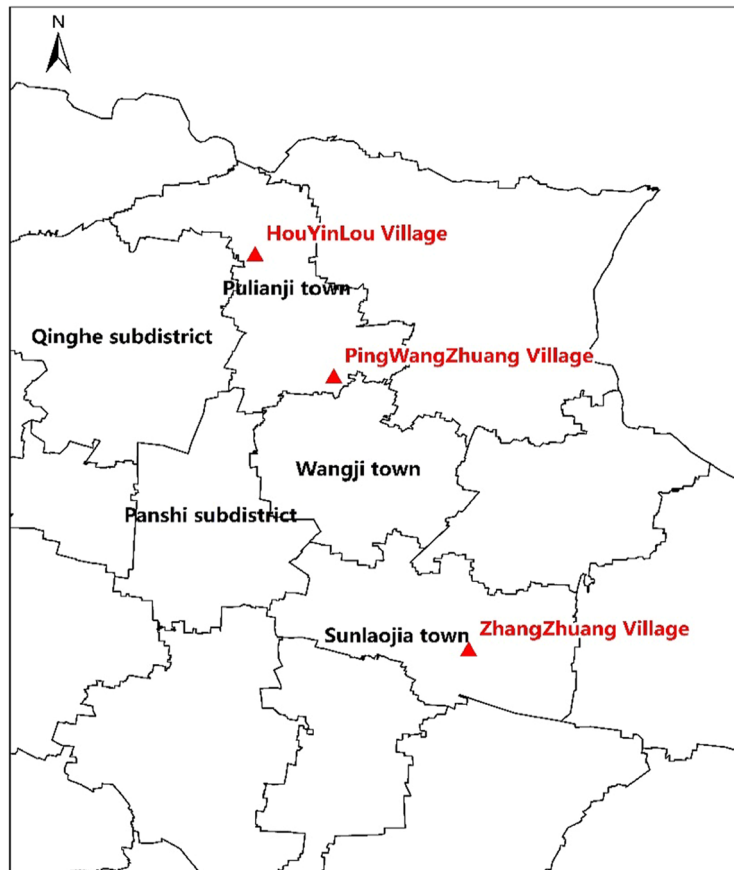 N
HouYinLou Village
Pulianji town
Qinghe subdistrict
PingWangZhuang Village
Wangji town
Panshi subdistrict
ZhangZhuang Village
Sunlaojia town